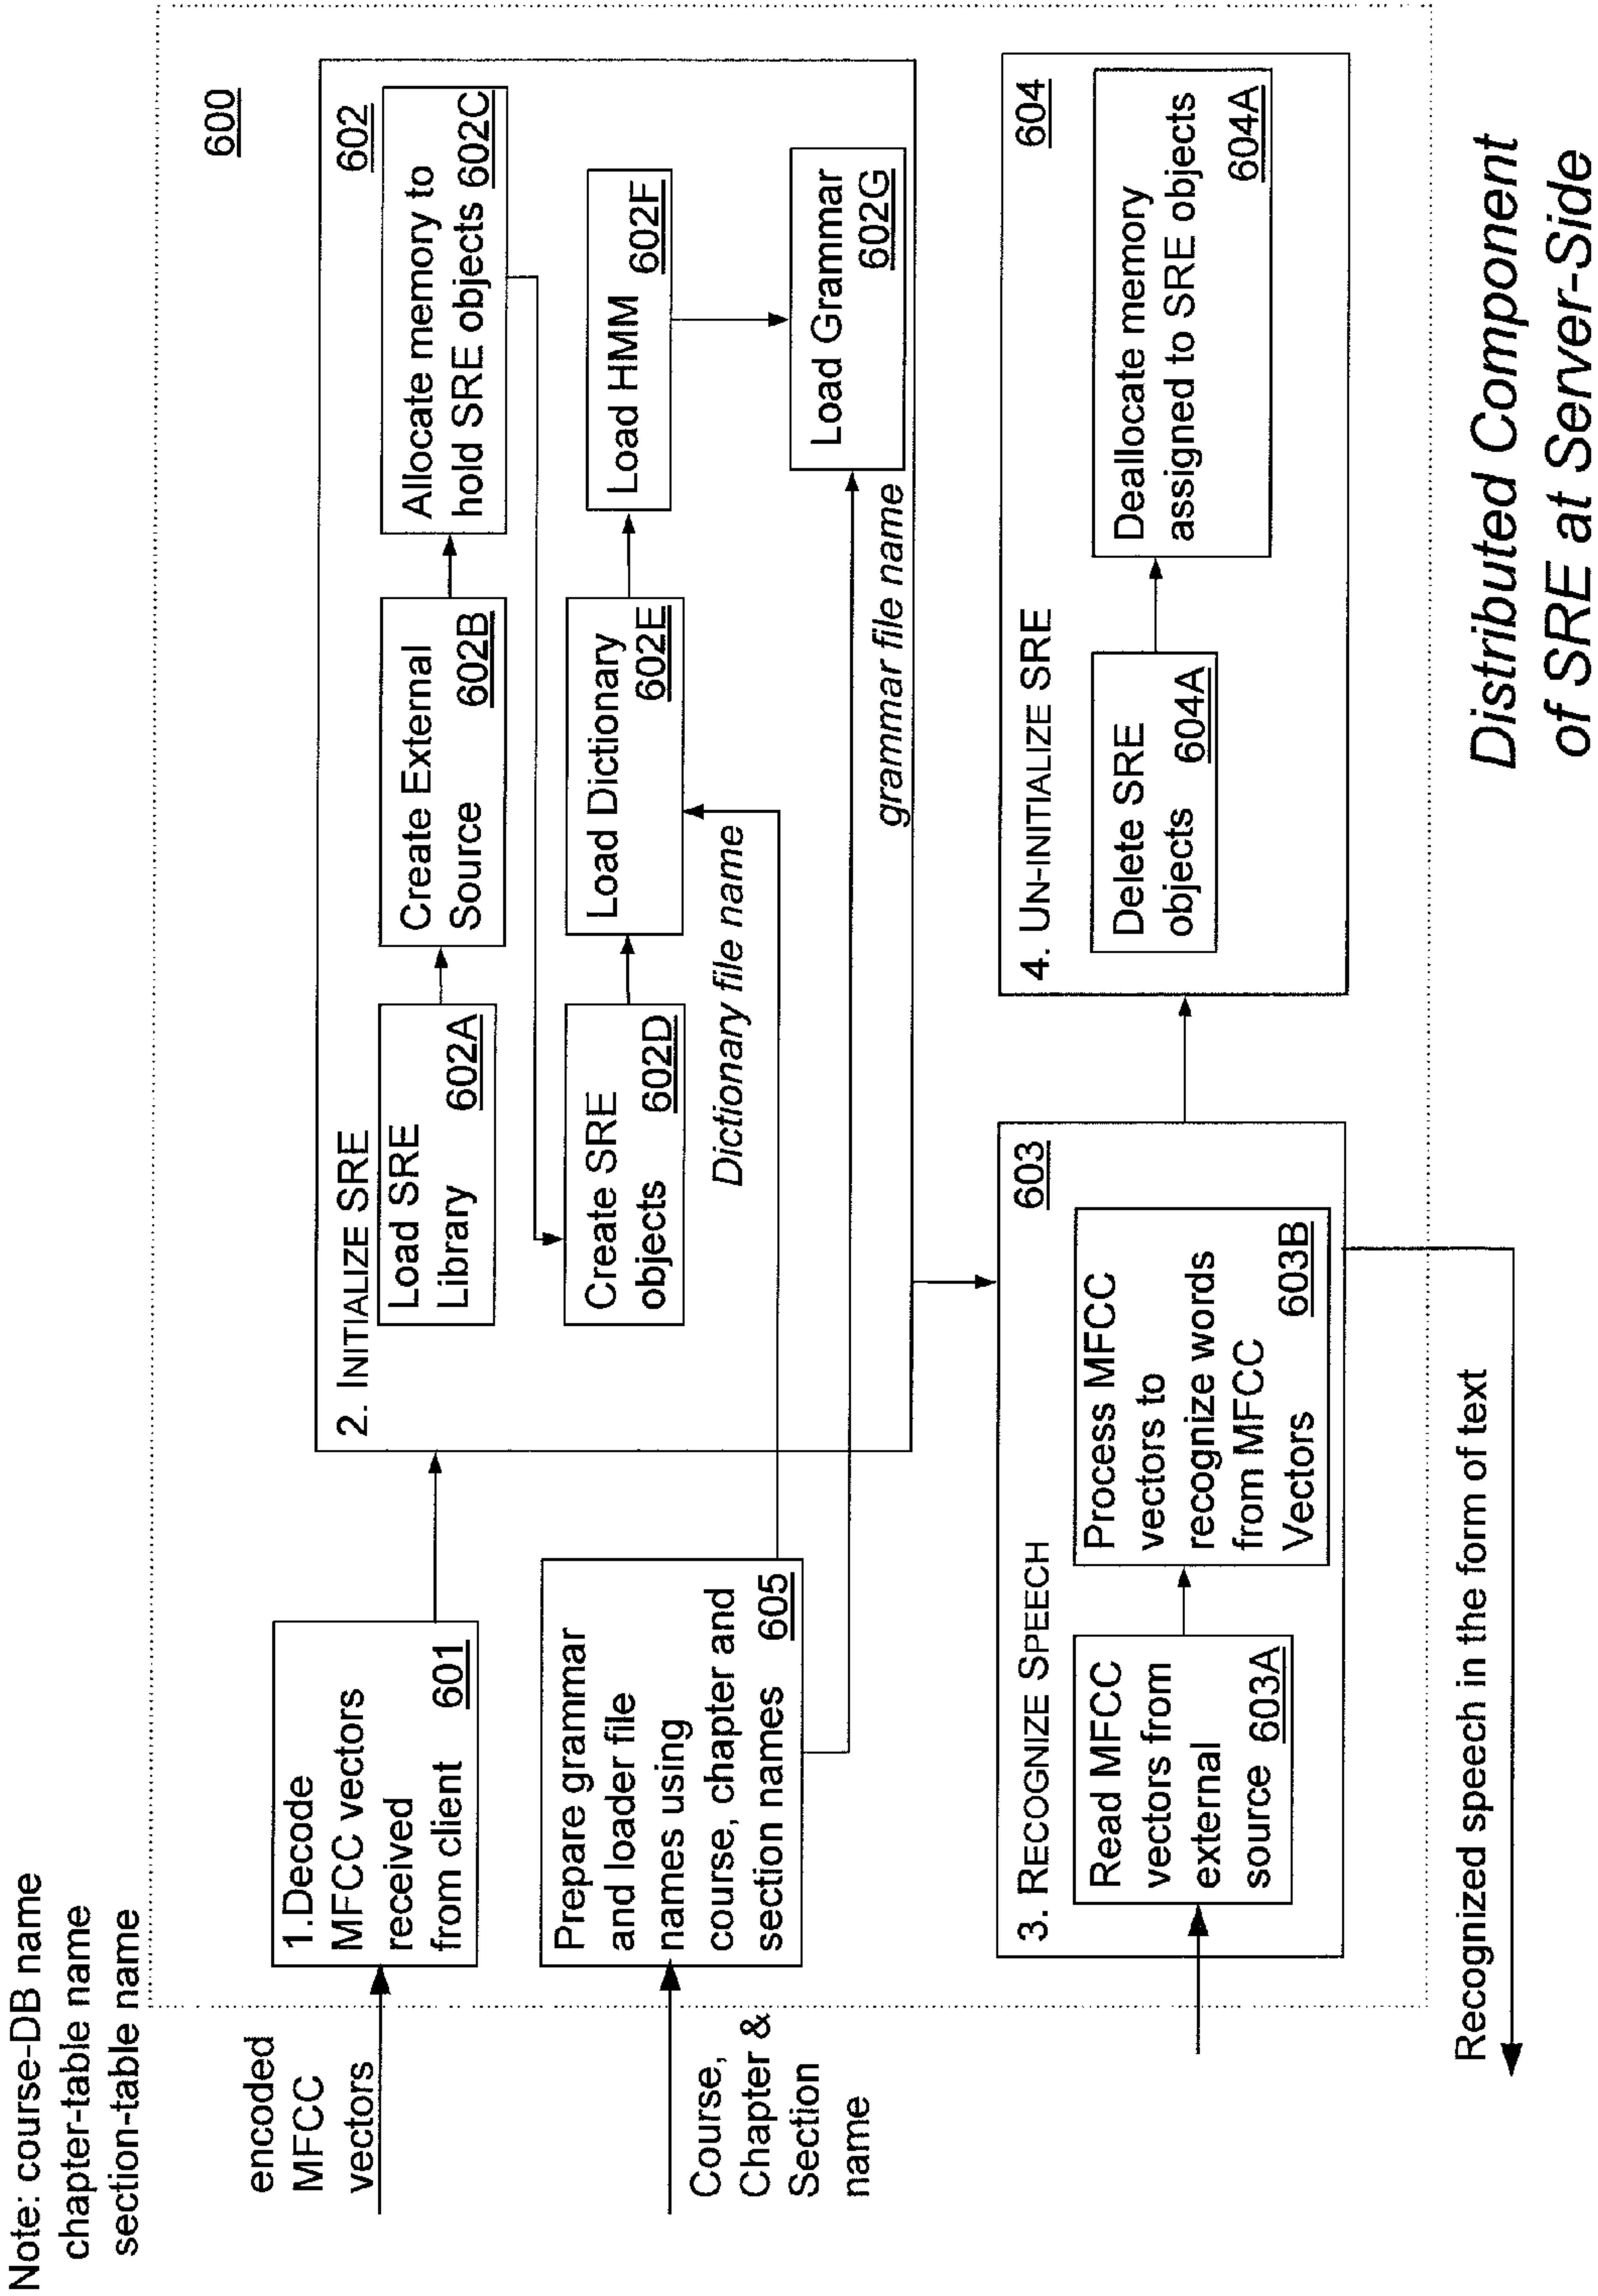 Note: course-DB name
chapter-table name
section-table name
600
encoded
MFCC
vectors
1.Decode
MFCC vectors
received
from client 601
2. INITIALIZE SRE
602
Load SRE
Library 602A
Create External
Source 602B
Allocate memory to
hold SRE objects 602C
Create SRE
objects 602D
Load Dictionary
602E
Load HMM 602F
Load Grammar
602G
Dictionary file name
grammar file name
Course,
Chapter &
Section
name
Prepare grammar
and loader file
names using
course, chapter and
section names 605
3. RECOGNIZE SPEECH
603
Read MFCC
vectors from
external
source 603A
Process MFCC
vectors to
recognize words
from MFCC
Vectors 603B
4. UN-INITIALIZE SRE
604
Delete SRE
objects 604A
Deallocate memory
assigned to SRE objects
604A
Recognized speech in the form of text
Distributed Component
of SRE at Server-Side